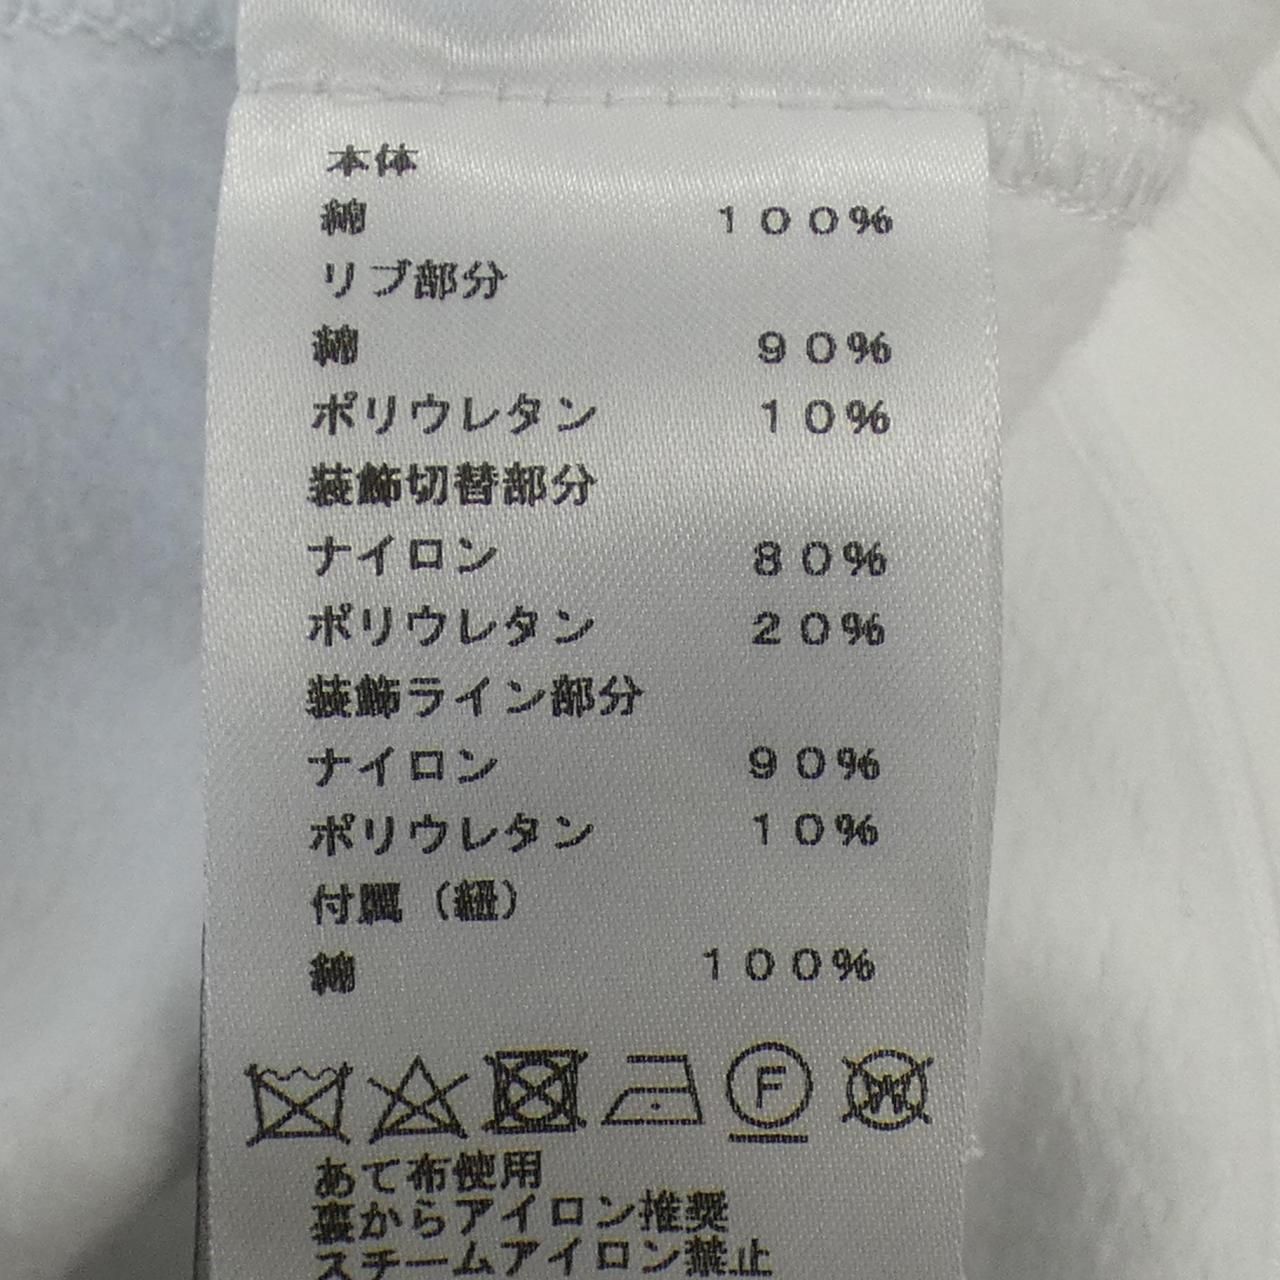 本体
綿 100%
リブ部分
綿 90%
ポリウレタン 10%
装飾切替部分
ナイロン 80%
ポリウレタン 20%
装飾ライン部分
ナイロン 90%
ポリウレタン 10%
付属(紐)
綿 100%
F W
あて布使用
裏からアイロン推奨
スチームアイロン禁止